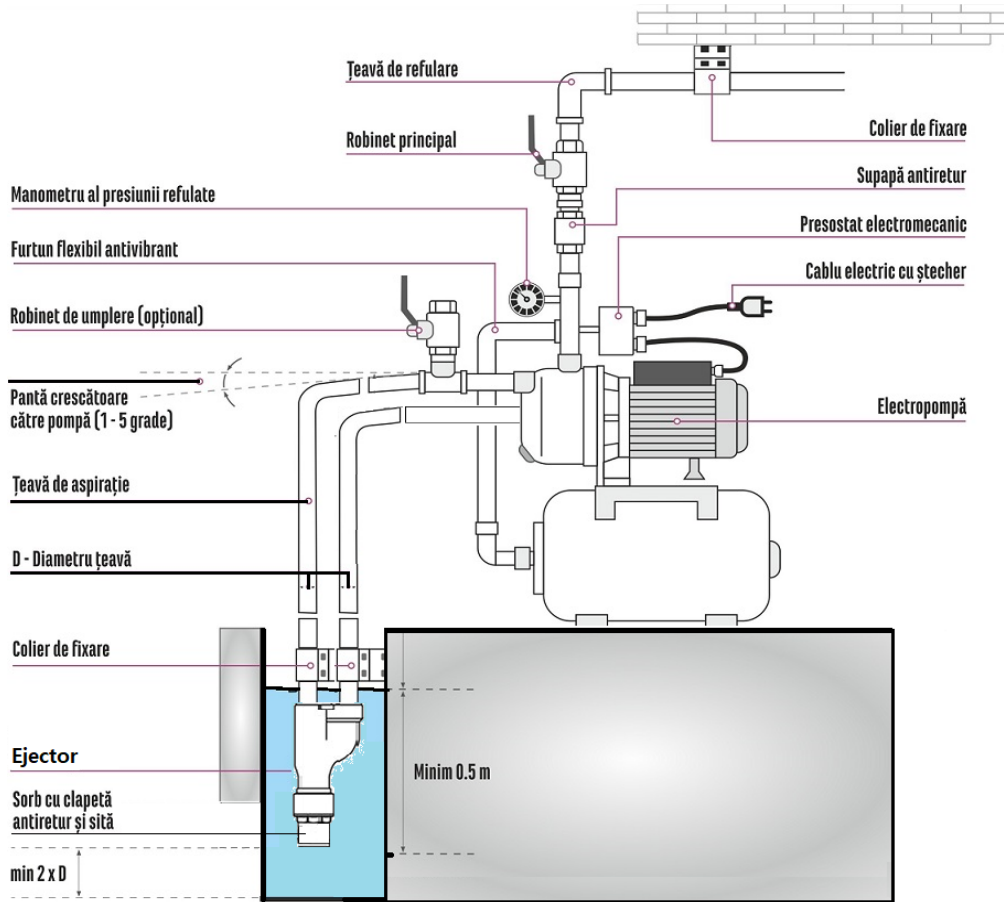 Țeavă de refulare
Colier de fixare
Robinet principal
Supapă antiretur
Manometru al presiunii refulate
Presostat electromecanic
Furtun flexibil antivibrant
Cablu electric cu ștecher
Robinet de umplere (opțional)
Pantă crescătoare
către pompă (1 - 5 grade)
Electropompă
Țeavă de aspirație
D - Diametru țeavă
Colier de fixare
Ejector
Minim 0.5 m
Sorb cu clapetă
antiretur și sită
min 2 x D